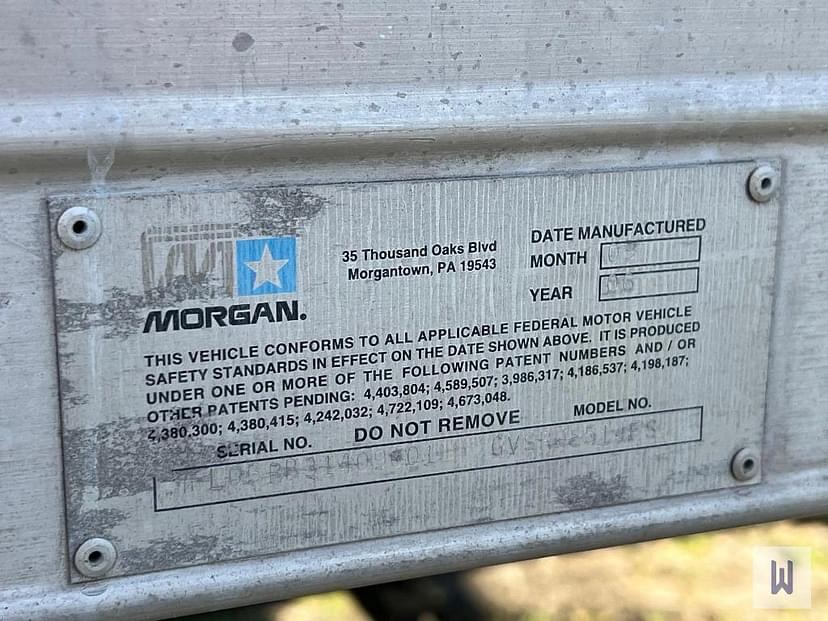 MORGAN.
35 Thousand Oaks Blvd
Morgantown, PA 19543
DATE MANUFACTURED
MONTH
YEAR
THIS VEHICLE CONFORMS TO ALL APPLICABLE FEDERAL MOTOR VEHICLE
SAFETY STANDARDS IN EFFECT ON THE DATE SHOWN ABOVE. IT IS PRODUCED
UNDER ONE OR MORE OF THE FOLLOWING PATENT NUMBERS AND / OR
OTHER PATENTS PENDING: 4,403,804; 4,589,507; 3,986,317; 4,186,537; 4,198,187;
4,380,300; 4,380,415; 4,242,032; 4,722,109; 4,673,048.
SERIAL NO. DO NOT REMOVE MODEL NO.
W